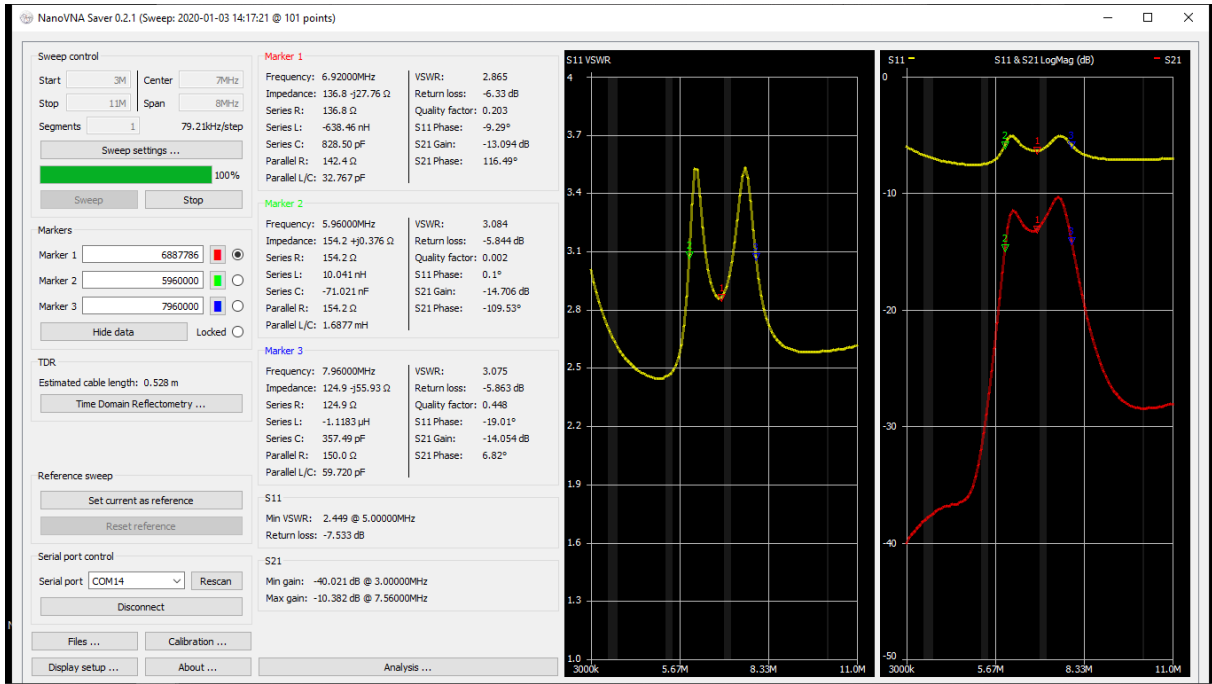 NanoVNA Saver 0.2.1 (Sweep: 2020-01-03 14:17:21 @ 101 points)
Sweep control
Start 3M Center 7MHz
Stop 11M Span 8MHz
Segments 1 79.21kHz/step
Sweep settings ...
100%
Sweep Stop
Markers
Marker 1 6887786
Marker 2 5960000
Marker 3 7960000
Hide data Locked
TDR
Estimated cable length: 0.528 m
Time Domain Reflectometry ...
Reference sweep
Set current as reference
Reset reference
Serial port control
Serial port COM14 Rescan
Disconnect
Files ... Calibration ...
Display setup ... About ...
Marker 1
Frequency: 6.92000MHz VSWR: 2.865
Impedance: 136.8 -j27.76 Ω Return loss: -6.33 dB
Series R: 136.8 Ω Quality factor: 0.203
Series L: -638.46 nH S11 Phase: -9.29°
Series C: 828.50 pF S21 Gain: -13.094 dB
Parallel R: 142.4 Ω S21 Phase: 116.49°
Parallel L/C: 32.767 pF
Marker 2
Frequency: 5.96000MHz VSWR: 3.084
Impedance: 154.2 +j0.376 Ω Return loss: -5.844 dB
Series R: 154.2 Ω Quality factor: 0.002
Series L: 10.041 nH S11 Phase: 0.1°
Series C: -71.021 nF S21 Gain: -14.706 dB
Parallel R: 154.2 Ω S21 Phase: -109.53°
Parallel L/C: 1.6877 mH
Marker 3
Frequency: 7.96000MHz VSWR: 3.075
Impedance: 124.9 -j55.93 Ω Return loss: -5.863 dB
Series R: 124.9 Ω Quality factor: 0.448
Series L: -1.1183 µH S11 Phase: -19.01°
Series C: 357.49 pF S21 Gain: -14.054 dB
Parallel R: 150.0 Ω S21 Phase: 6.82°
Parallel L/C: 59.720 pF
S11
Min VSWR: 2.449 @ 5.00000MHz
Return loss: -7.533 dB
S21
Min gain: -40.021 dB @ 3.00000MHz
Max gain: -10.382 dB @ 7.56000MHz
Analysis ...
S11 VSWR
4
3.7
3.4
3.1
2.8
2.5
2.2
1.9
1.6
1.3
1.0
3000k 5.67M 8.33M 11.0M
2
1
3
S11 S11 & S21 LogMag (dB) S21
0
-10
-20
-30
-40
-50
3000k 5.67M 8.33M 11.0M
2 1 3
2 1 3